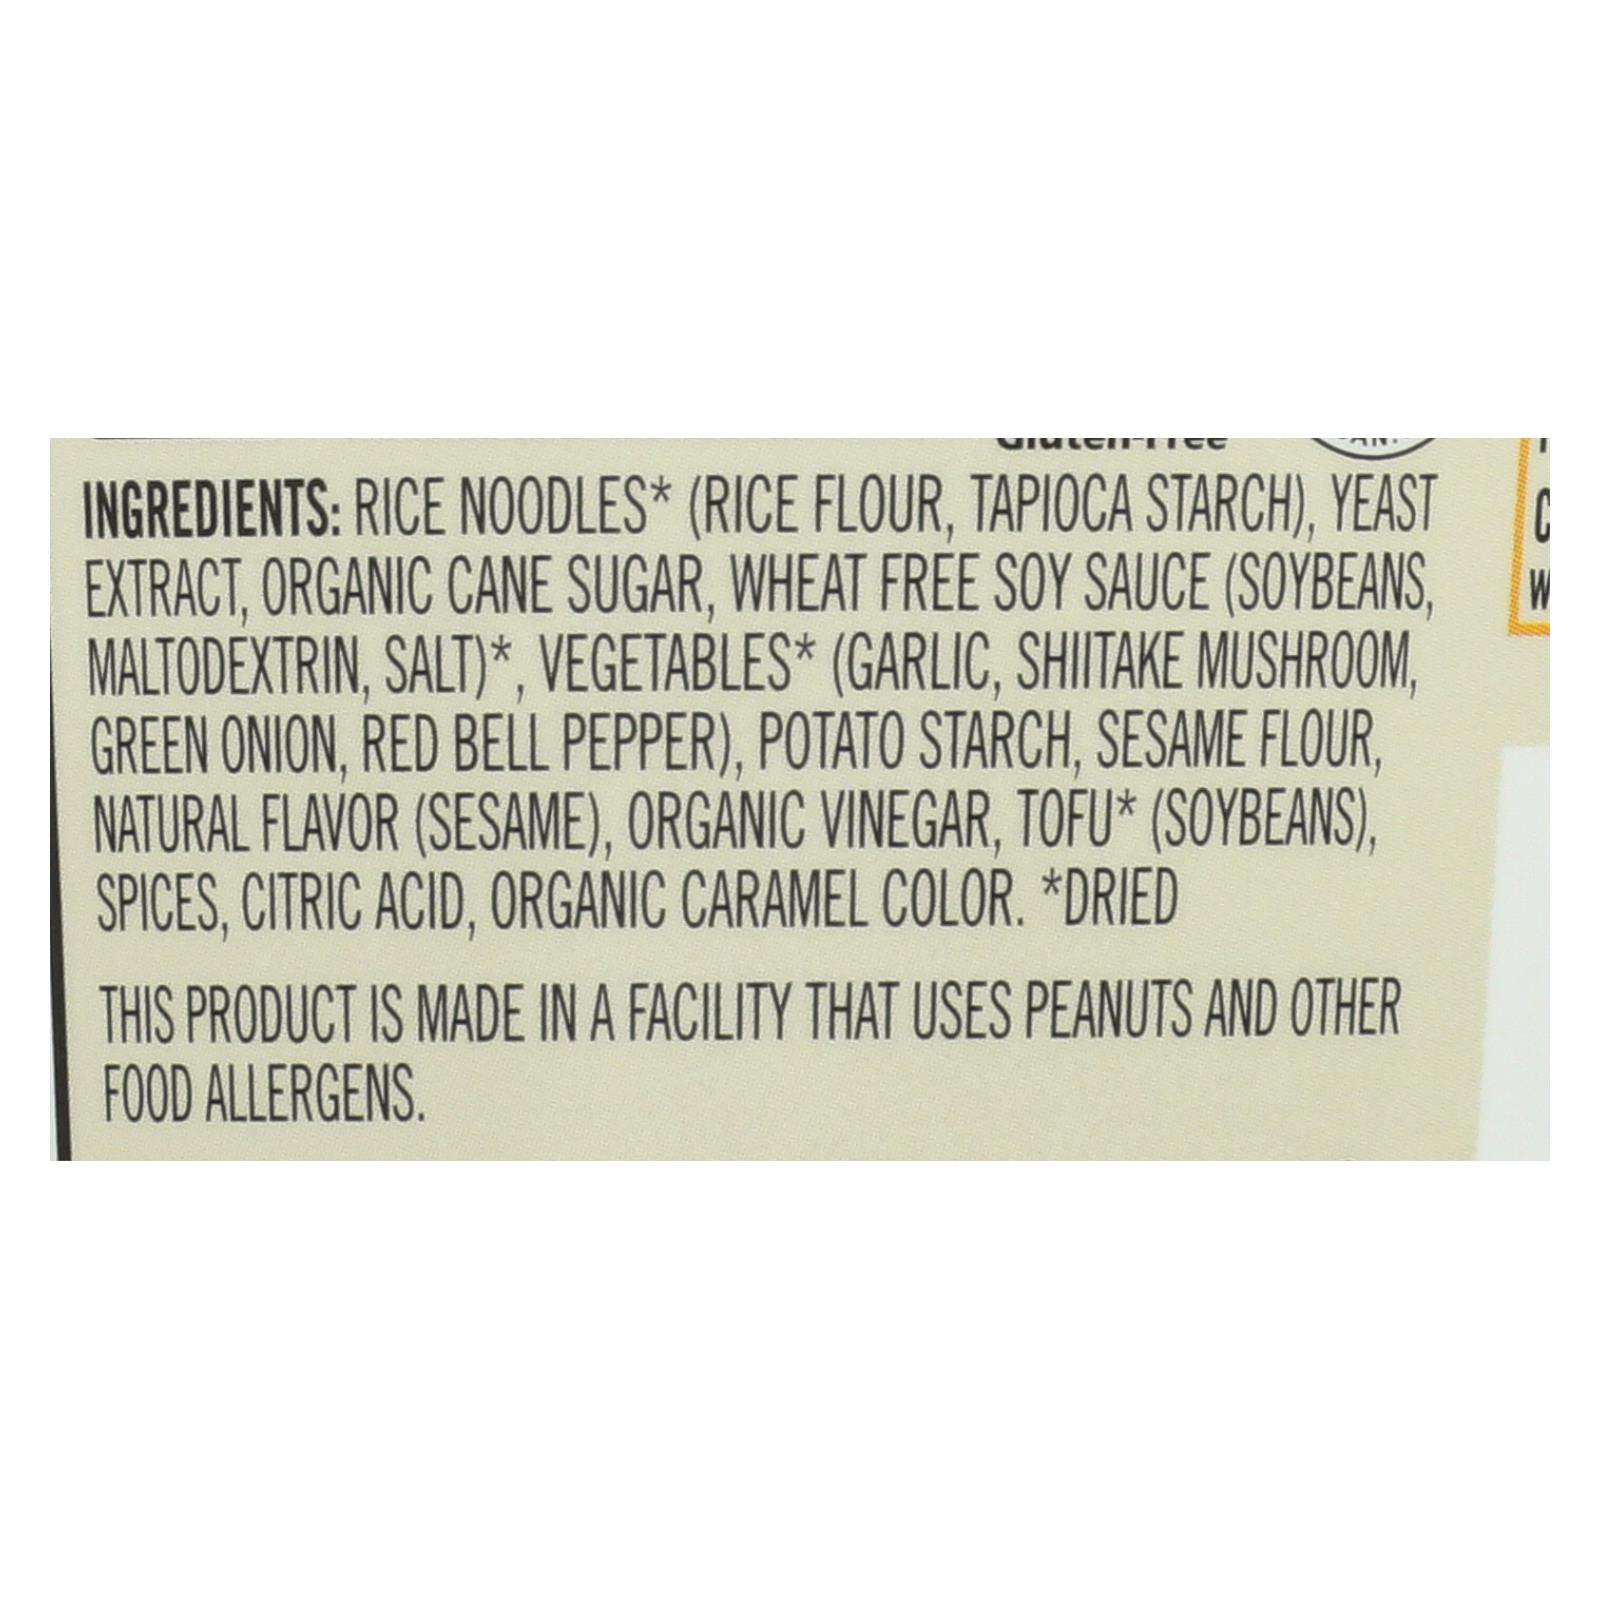 Gluten-Free
INGREDIENTS: RICE NOODLES* (RICE FLOUR, TAPIOCA STARCH), YEAST
EXTRACT, ORGANIC CANE SUGAR, WHEAT FREE SOY SAUCE (SOYBEANS,
MALTODEXTRIN, SALT)*, VEGETABLES* (GARLIC, SHIITAKE MUSHROOM,
GREEN ONION, RED BELL PEPPER), POTATO STARCH, SESAME FLOUR,
NATURAL FLAVOR (SESAME), ORGANIC VINEGAR, TOFU* (SOYBEANS),
SPICES, CITRIC ACID, ORGANIC CARAMEL COLOR. *DRIED
THIS PRODUCT IS MADE IN A FACILITY THAT USES PEANUTS AND OTHER
FOOD ALLERGENS.